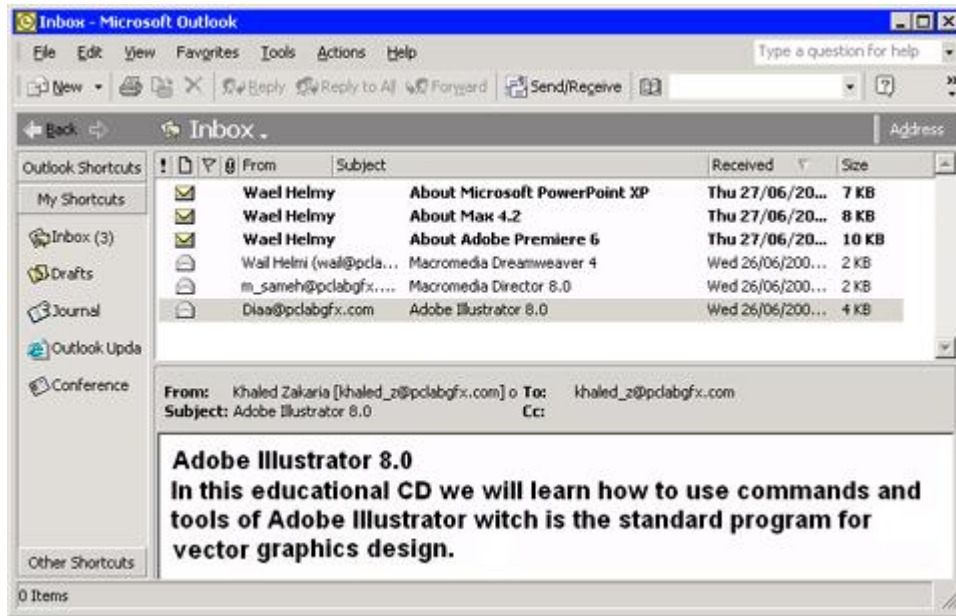 Inbox - Microsoft Outlook
File Edit View Favorites Tools Actions Help Type a question for help
New Reply Reply to All Forward Send/Receive
Back Inbox . Address
Outlook Shortcuts ! From Subject Received Size
My Shortcuts
Inbox (3)
Drafts
Journal
Outlook Upda
Conference
Other Shortcuts
Wael Helmy About Microsoft PowerPoint XP Thu 27/06/20... 7 KB
Wael Helmy About Max 4.2 Thu 27/06/20... 8 KB
Wael Helmy About Adobe Premiere 6 Thu 27/06/20... 10 KB
Wail Helmi (wail@pcla... Macromedia Dreamweaver 4 Wed 26/06/200... 2 KB
m_sameh@pclabgfx.... Macromedia Director 8.0 Wed 26/06/200... 2 KB
Diaa@pclabgfx.com Adobe Illustrator 8.0 Wed 26/06/200... 4 KB
From: Khaled Zakaria [khaled_z@pclabgfx.com] o To: khaled_z@pclabgfx.com
Subject: Adobe Illustrator 8.0 Cc:
Adobe Illustrator 8.0
In this educational CD we will learn how to use commands and
tools of Adobe Illustrator witch is the standard program for
vector graphics design.
0 Items